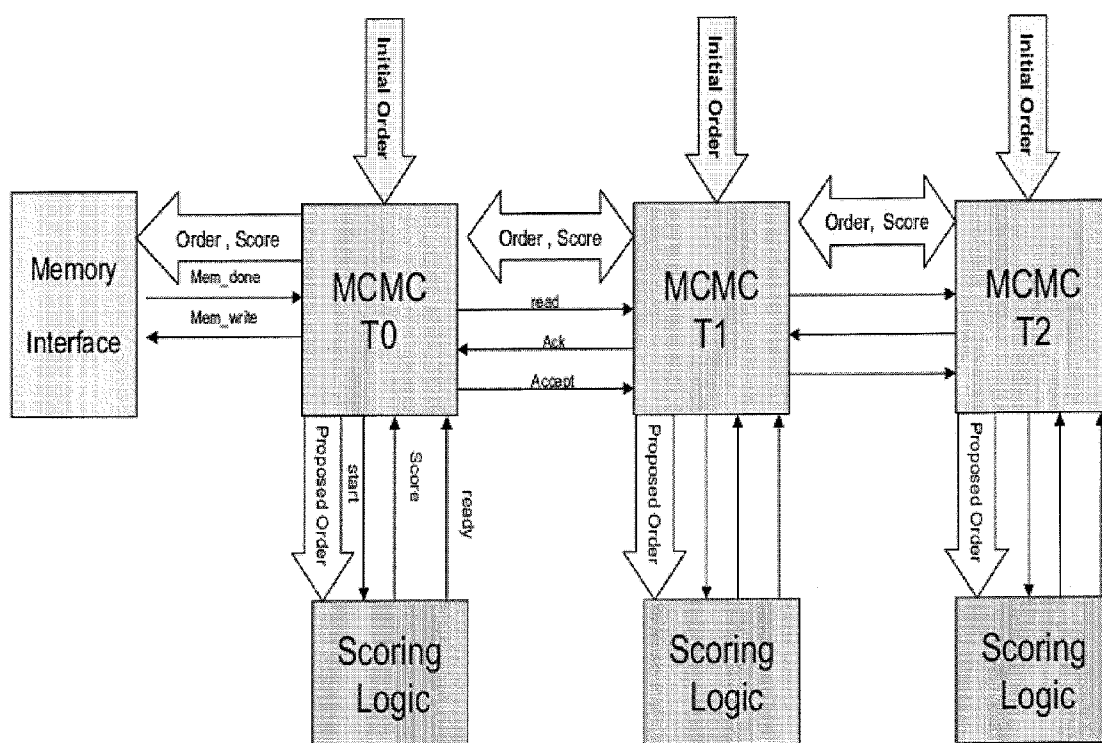 Initial Order
Initial Order
Initial Order
Order , Score
Order , Score
Order, Score
Memory
Interface
Mem_done
Mem_write
MCMC
T0
read
Ack
Accept
MCMC
T1
MCMC
T2
Proposed Order
start
Score
ready
Proposed Order
Proposed Order
Scoring
Logic
Scoring
Logic
Scoring
Logic